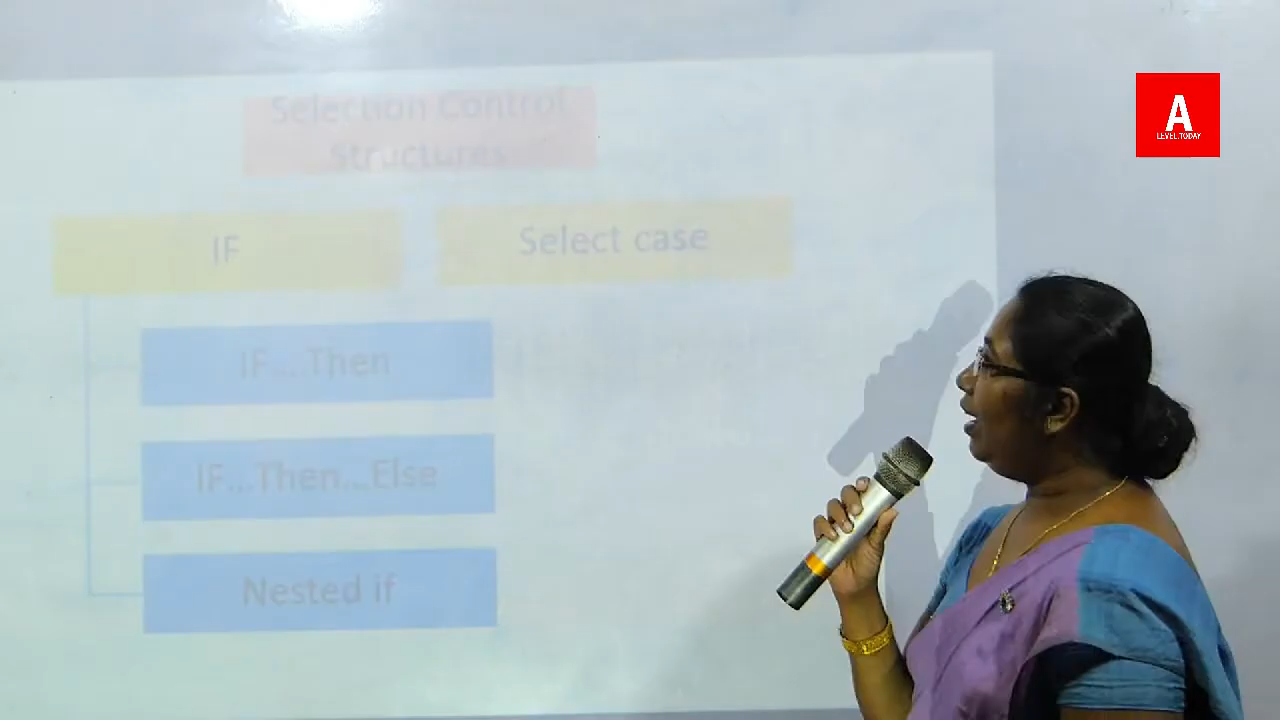 Selection Control
Structures
IF
Select case
IF....Then
IF...Then...Else
Nested if
A
LEVEL.TODAY